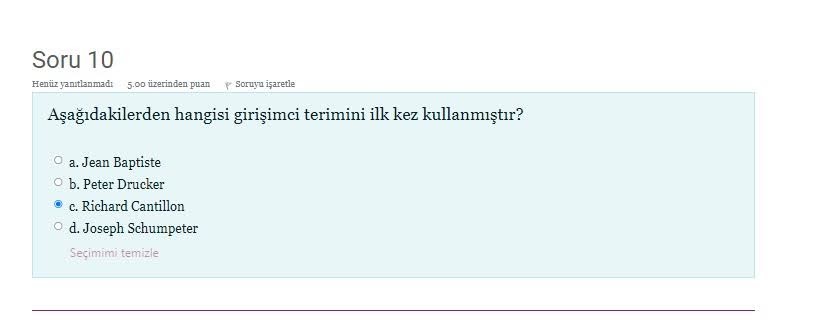 Soru 10
Henüz yanıtlanmadı 5.00 üzerinden puan Soruyu işaretle
Aşağıdakilerden hangisi girişimci terimini ilk kez kullanmıştır?
a. Jean Baptiste
b. Peter Drucker
c. Richard Cantillon
d. Joseph Schumpeter
Seçimimi temizle